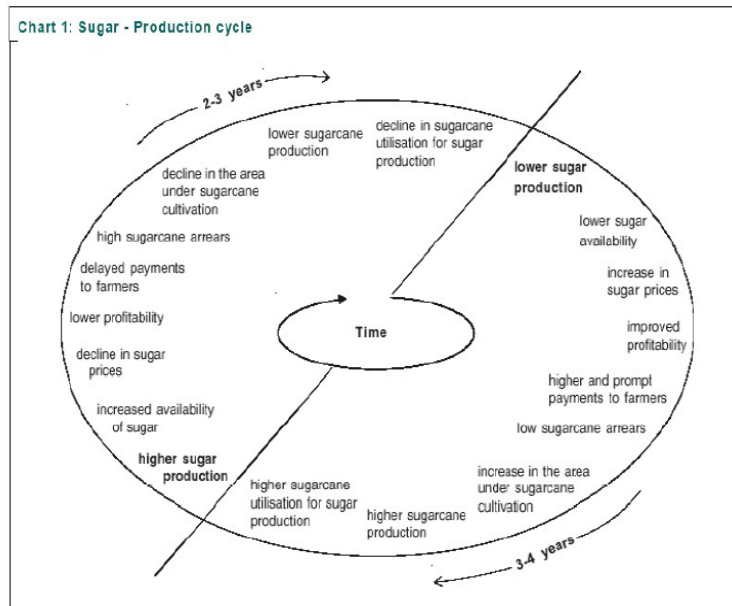 Chart 1: Sugar - Production cycle
2-3 years
lower sugarcane
production
decline in sugarcane
utilisation for sugar
production
lower sugar
production
lower sugar
availability
increase in
sugar prices
improved
profitability
higher and prompt
payments to farmers
low sugarcane arrears
increase in the area
under sugarcane
cultivation
3-4 years
higher sugarcane
production
higher sugarcane
utilisation for sugar
production
higher sugar
production
increased availability
of sugar
decline in sugar
prices
lower profitability
delayed payments
to farmers
high sugarcane arrears
decline in the area
under sugarcane
cultivation
Time